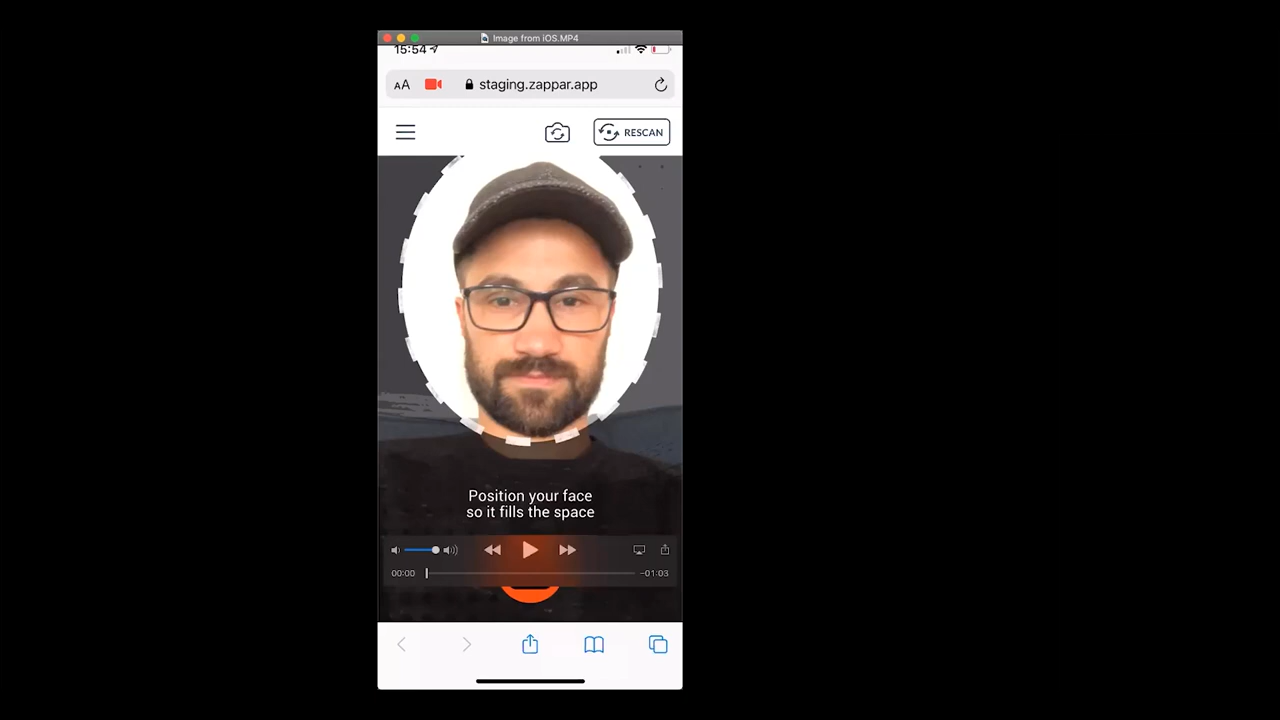 Image from iOS.MP4
15:54
AA
staging.zappar.app
RESCAN
Position your face
so it fills the space
00:00
-01:03